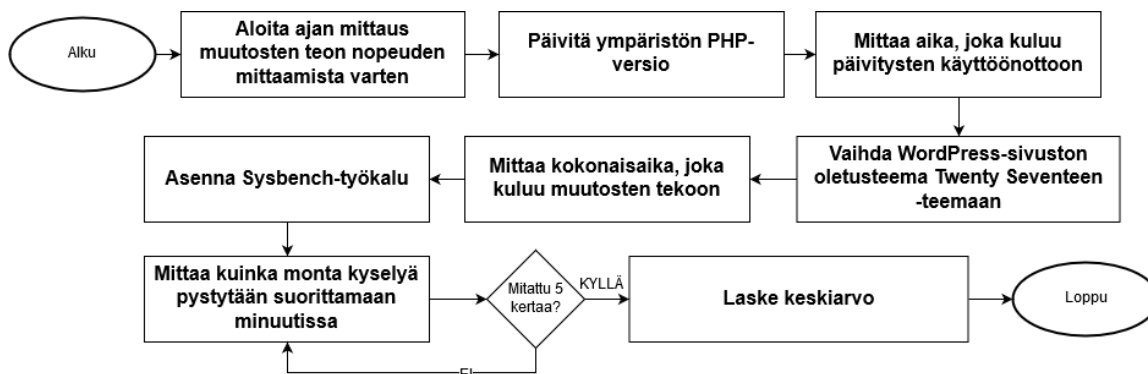 Alku
Aloita ajan mittaus
muutosten teon nopeuden
mittaamista varten
Päivitä ympäristön PHP-
versio
Mittaa aika, joka kuluu
päivitysten käyttöönottoon
Vaihda WordPress-sivuston
oletusteema Twenty Seventeen
-teemaan
Mittaa kokonaisaika, joka
kuluu muutosten tekoon
Asenna Sysbench-työkalu
Mittaa kuinka monta kyselyä
pystytään suorittamaan
minuutissa
Mitattu 5
kertaa?
KYLLÄ
EI
Laske keskiarvo
Loppu